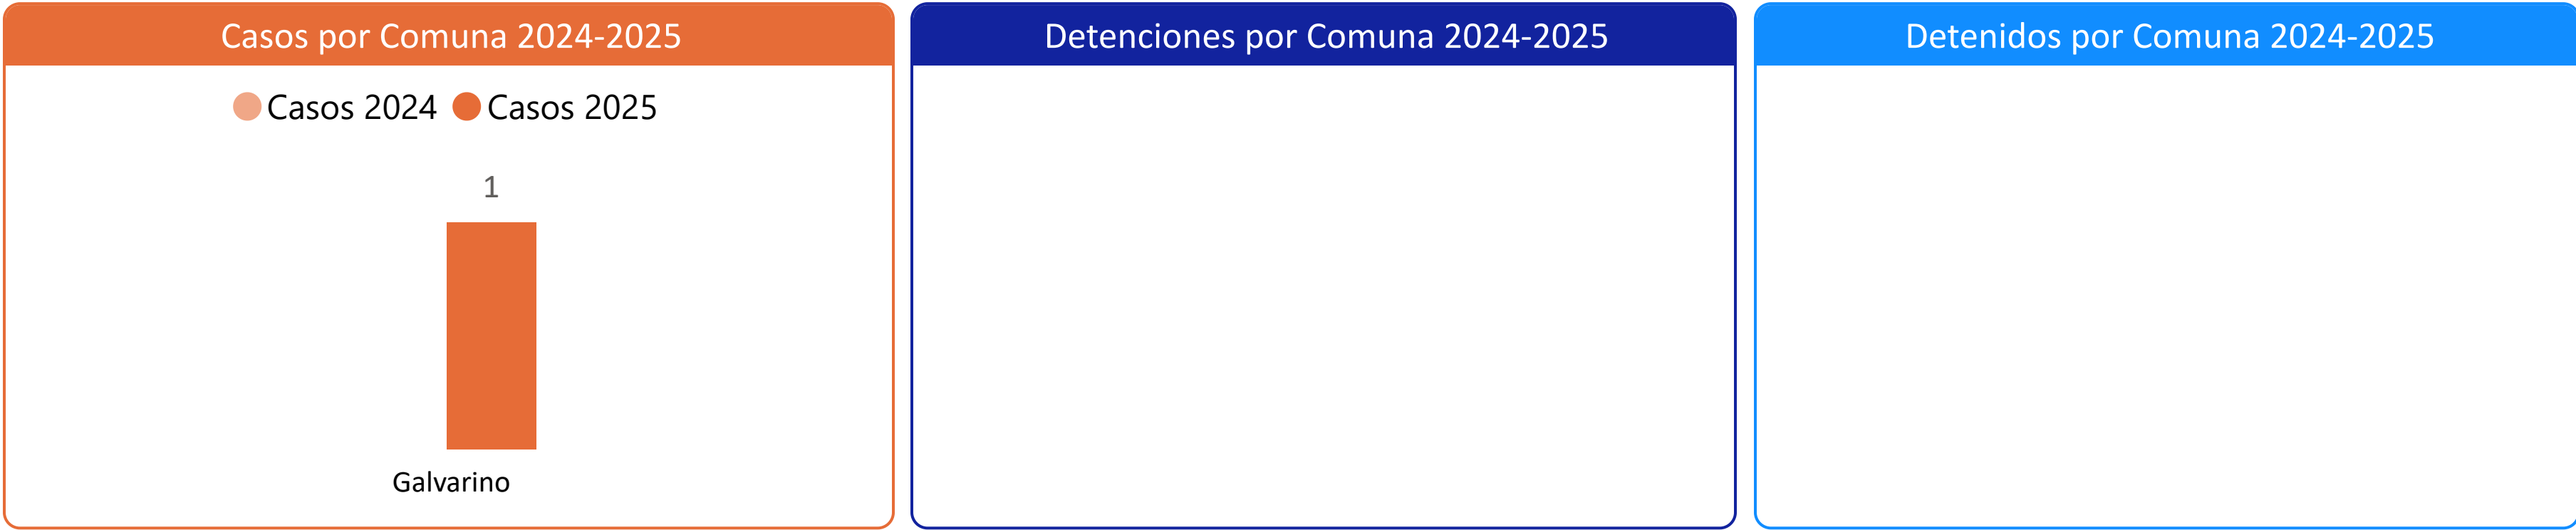 Casos por Comuna 2024-2025
Casos 2024 Casos 2025
1
Galvarino
Detenciones por Comuna 2024-2025
Detenidos por Comuna 2024-2025